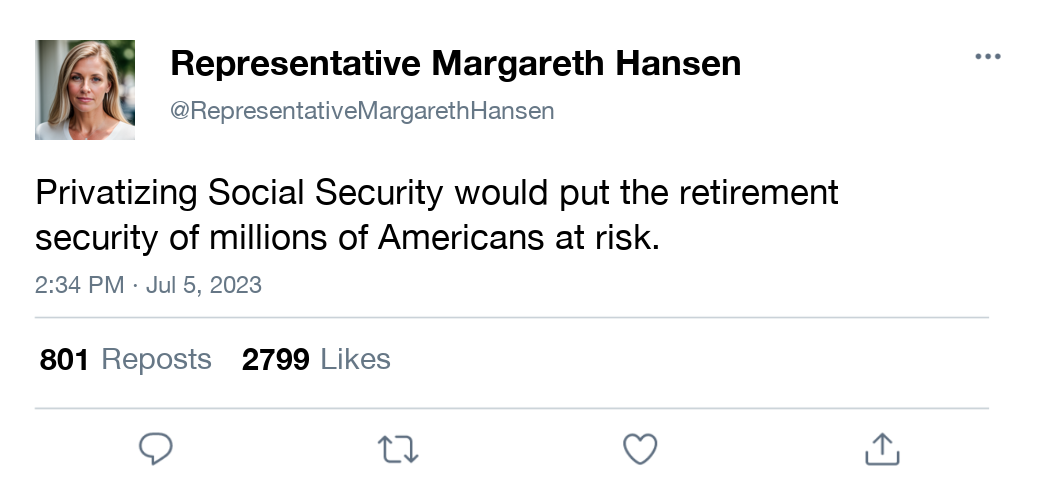 Representative Margareth Hansen
@RepresentativeMargarethHansen
Privatizing Social Security would put the retirement
security of millions of Americans at risk.
2:34 PM · Jul 5, 2023
801 Reposts 2799 Likes